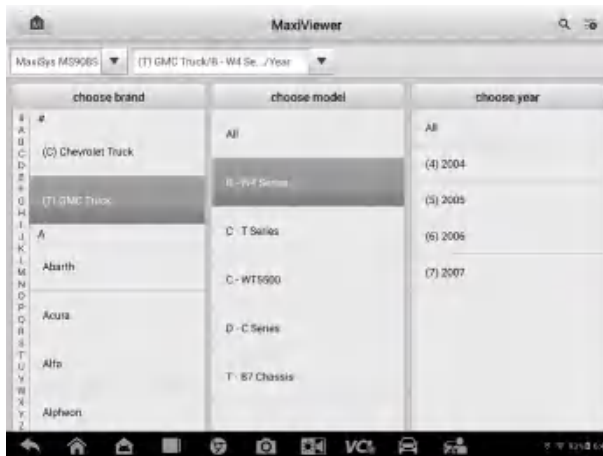 MaxiViewer
MaxiSys MS908S
(T) GMC Truck/B - W4 Se.../Year
choose brand
choose model
choose year
#
A
B
C
D
E
F
G
H
I
J
K
L
M
N
O
P
Q
R
S
T
U
V
W
X
Y
Z
#
(C) Chevrolet Truck
(T) GMC Truck
A
Abarth
Acura
Alfa
Alpheon
All
B - W4 Series
C - T Series
C - WT5500
D - C Series
T - B7 Chassis
All
(4) 2004
(5) 2005
(6) 2006
(7) 2007
VCI